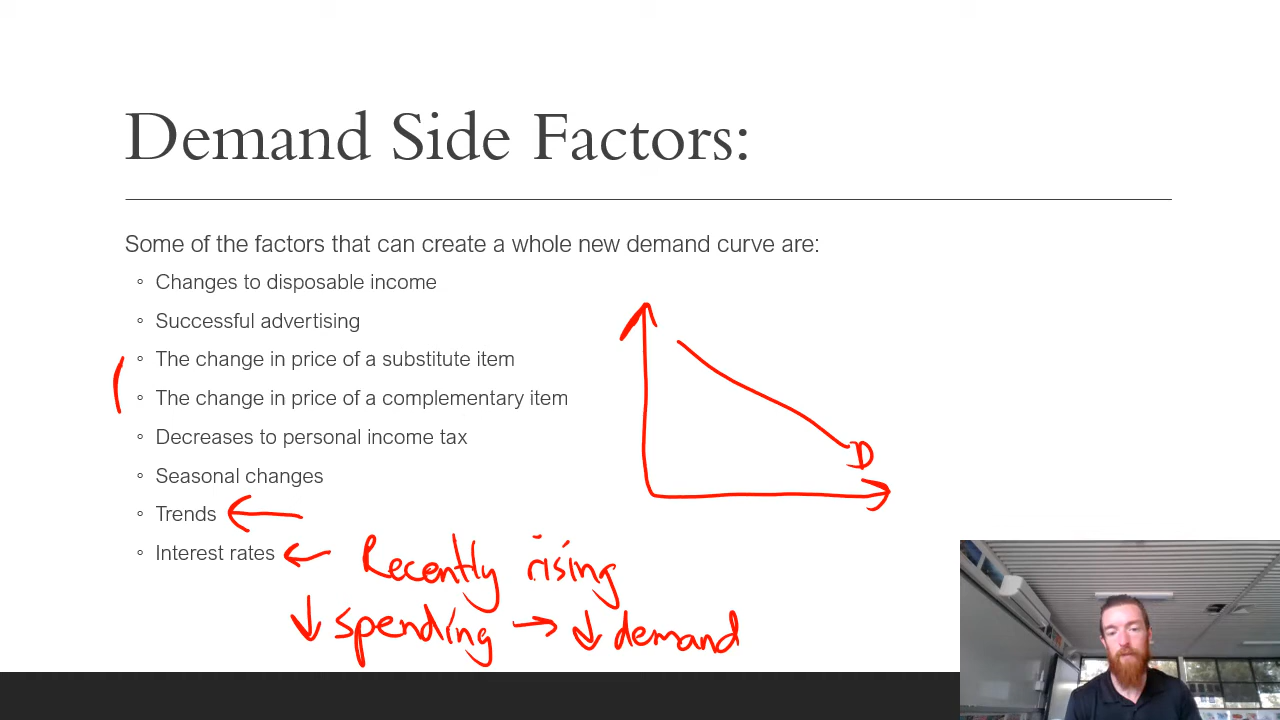 Demand Side Factors:
Some of the factors that can create a whole new demand curve are:
◦ Changes to disposable income
◦ Successful advertising
◦ The change in price of a substitute item
◦ The change in price of a complementary item
◦ Decreases to personal income tax
D
◦ Seasonal changes
◦ Trends ←
◦ Interest rates ← Recently rising
↓ spending → ↓ demand